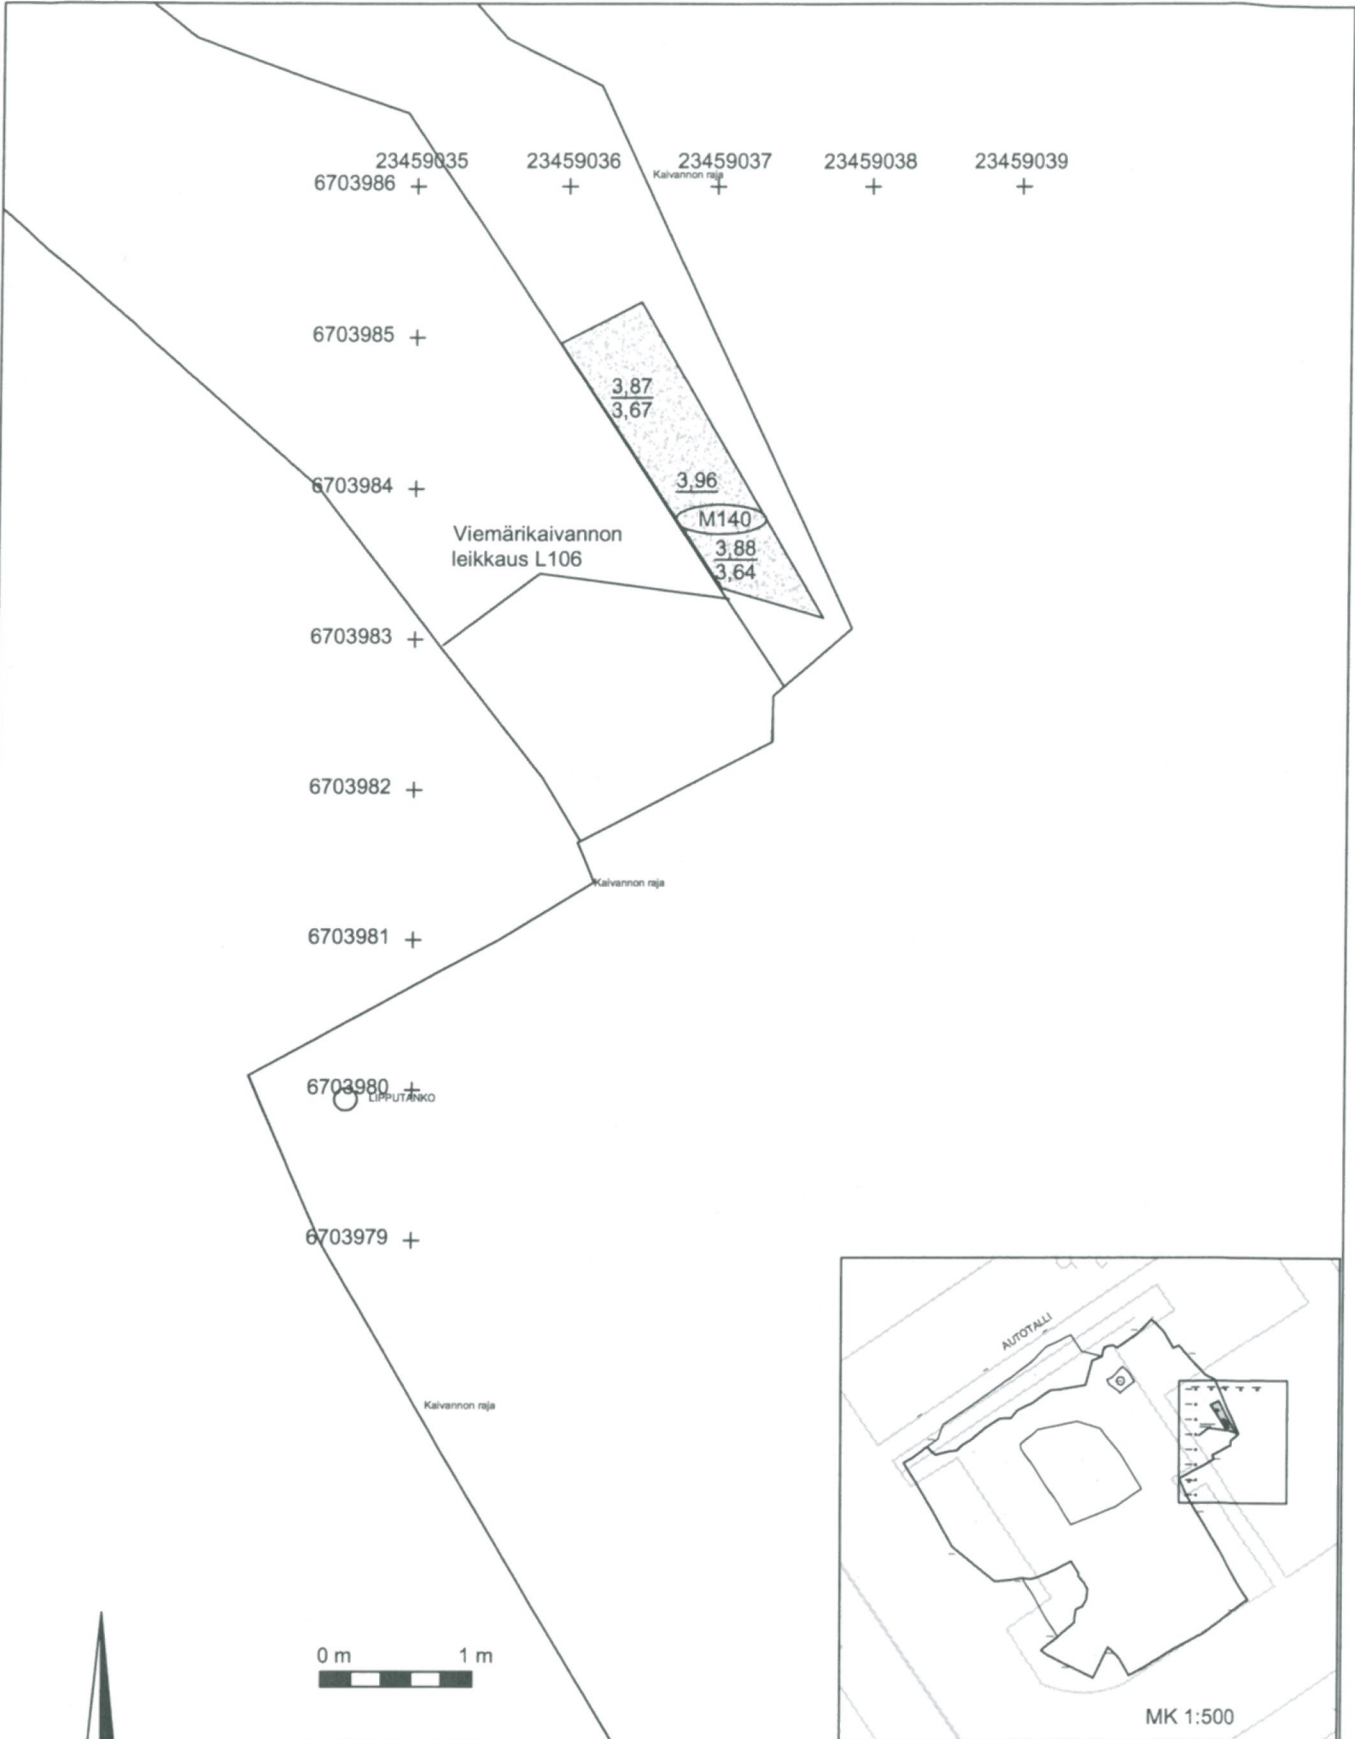 23459035 23459036 23459037 23459038 23459039
6703986
Kaivannon raja
6703985
3,87
3,67
6703984
3,96
M140
Viemärikaivannon
leikkaus L106
3,88
3,64
6703983
6703982
Kaivannon raja
6703981
6703980
LIPPUTANKO
6703979
Kaivannon raja
AUTOTALLI
0 m 1 m
MK 1:500